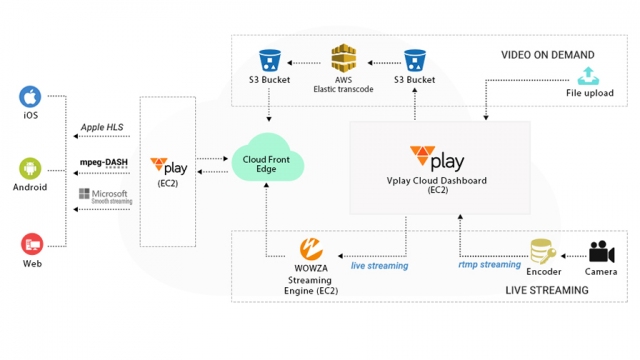 VIDEO ON DEMAND
S3 Bucket
AWS
Elastic transcode
S3 Bucket
File upload
iOS
Apple HLS
mpeg-DASH
Android
Microsoft
Smooth streaming
Web
play
(EC2)
Cloud Front
Edge
play
Vplay Cloud Dashboard
(EC2)
WOWZA
Streaming
Engine (EC2)
live streaming
rtmp streaming
Encoder
Camera
LIVE STREAMING